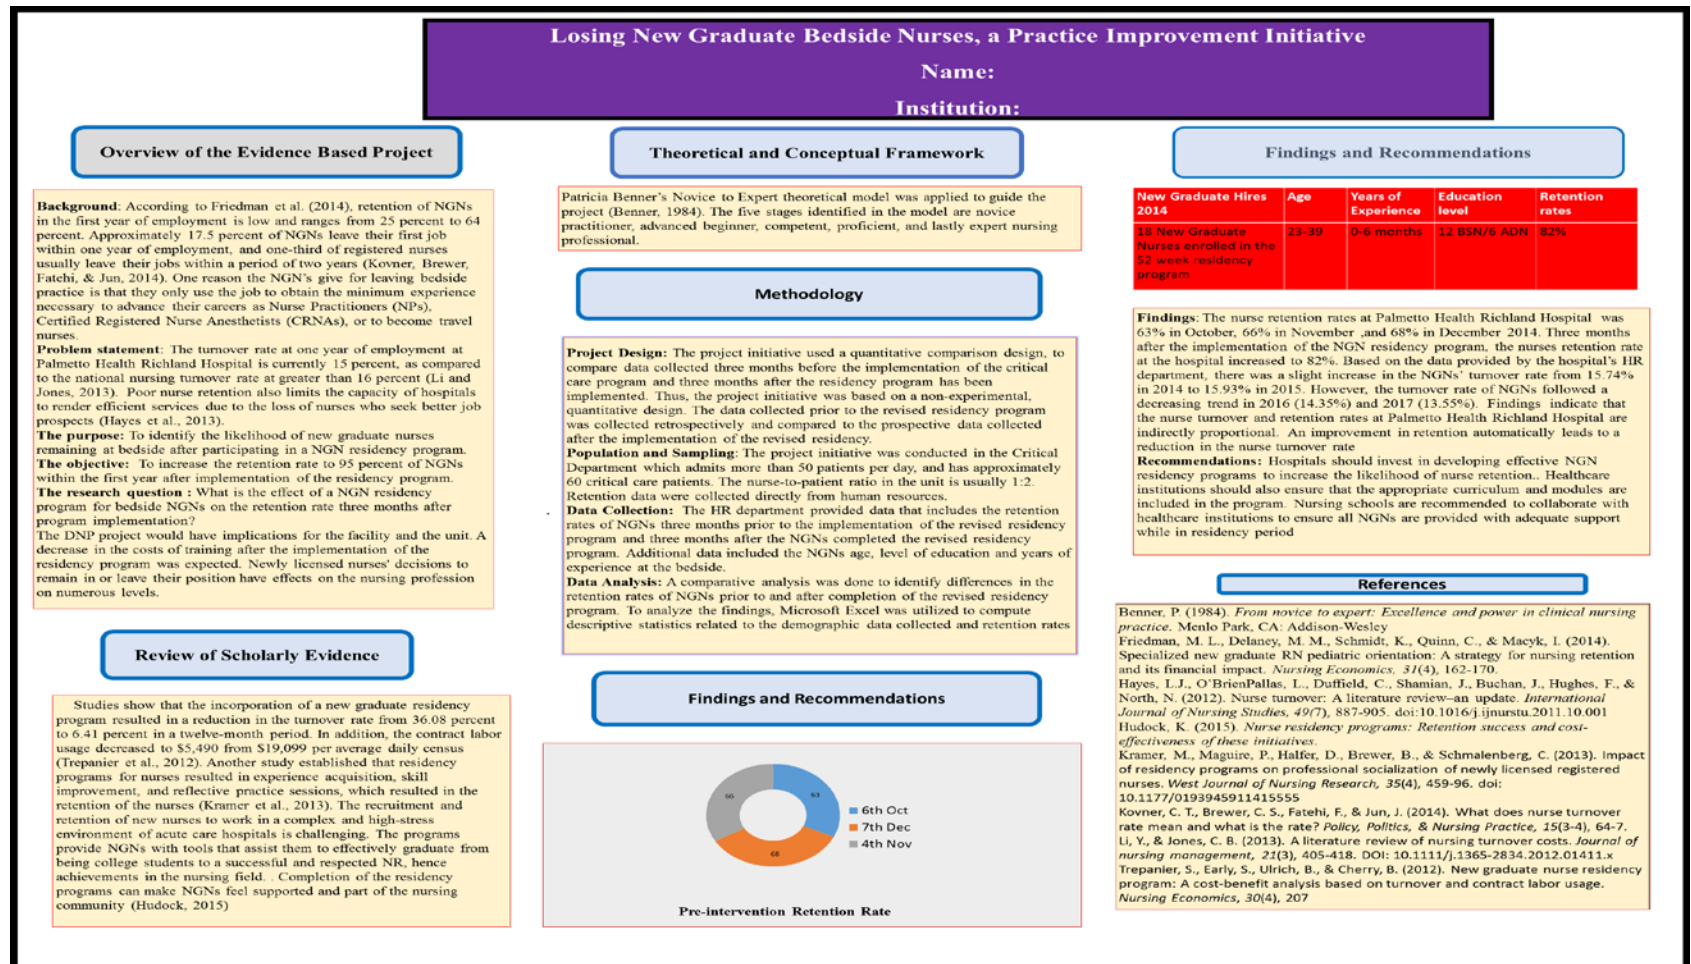 Losing New Graduate Bedside Nurses, a Practice Improvement Initiative
Name:
Institution:
Overview of the Evidence Based Project
Background: According to Friedman et al. (2014), retention of NGNs
in the first year of employment is low and ranges from 25 percent to 64
percent. Approximately 17.5 percent of NGNs leave their first job
within one year of employment, and one-third of registered nurses
usually leave their jobs within a period of two years (Kovner, Brewer,
Fatehi, & Jun, 2014). One reason the NGN's give for leaving bedside
practice is that they only use the job to obtain the minimum experience
necessary to advance their careers as Nurse Practitioners (NPs),
Certified Registered Nurse Anesthetists (CRNAs), or to become travel
nurses.
Problem statement: The turnover rate at one year of employment at
Palmetto Health Richland Hospital is currently 15 percent, as compared
to the national nursing turnover rate at greater than 16 percent (Li and
Jones, 2013). Poor nurse retention also limits the capacity of hospitals
to render efficient services due to the loss of nurses who seek better job
prospects (Hayes et al., 2013).
The purpose: To identify the likelihood of new graduate nurses
remaining at bedside after participating in a NGN residency program.
The objective: To increase the retention rate to 95 percent of NGNs
within the first year after implementation of the residency program.
The research question : What is the effect of a NGN residency
program for bedside NGNs on the retention rate three months after
program implementation?
The DNP project would have implications for the facility and the unit. A
decrease in the costs of training after the implementation of the
residency program was expected. Newly licensed nurses' decisions to
remain in or leave their position have effects on the nursing profession
on numerous levels.
Review of Scholarly Evidence
Studies show that the incorporation of a new graduate residency
program resulted in a reduction in the turnover rate from 36.08 percent
to 6.41 percent in a twelve-month period. In addition, the contract labor
usage decreased to $5,490 from $19,099 per average daily census
(Trepanier et al., 2012). Another study established that residency
programs for nurses resulted in experience acquisition, skill
improvement, and reflective practice sessions, which resulted in the
retention of the nurses (Kramer et al., 2013). The recruitment and
retention of new nurses to work in a complex and high-stress
environment of acute care hospitals is challenging. The programs
provide NGNs with tools that assist them to effectively graduate from
being college students to a successful and respected NR, hence
achievements in the nursing field. . Completion of the residency
programs can make NGNs feel supported and part of the nursing
community (Hudock, 2015)
Theoretical and Conceptual Framework
Patricia Benner's Novice to Expert theoretical model was applied to guide the
project (Benner, 1984). The five stages identified in the model are novice
practitioner, advanced beginner, competent, proficient, and lastly expert nursing
professional.
Methodology
Project Design: The project initiative used a quantitative comparison design, to
compare data collected three months before the implementation of the critical
care program and three months after the residency program has been
implemented. Thus, the project initiative was based on a non-experimental,
quantitative design. The data collected prior to the revised residency program
was collected retrospectively and compared to the prospective data collected
after the implementation of the revised residency.
Population and Sampling: The project initiative was conducted in the Critical
Department which admits more than 50 patients per day, and has approximately
60 critical care patients. The nurse-to-patient ratio in the unit is usually 1:2.
Retention data were collected directly from human resources.
Data Collection: The HR department provided data that includes the retention
rates of NGNs three months prior to the implementation of the revised residency
program and three months after the NGNs completed the revised residency
program. Additional data included the NGNs age, level of education and years of
experience at the bedside.
Data Analysis: A comparative analysis was done to identify differences in the
retention rates of NGNs prior to and after completion of the revised residency
program. To analyze the findings, Microsoft Excel was utilized to compute
descriptive statistics related to the demographic data collected and retention rates
Findings and Recommendations
66
63
68
6th Oct
7th Dec
4th Nov
Pre-intervention Retention Rate
Findings and Recommendations
New Graduate Hires 2014 Age Years of Experience Education level Retention rates
18 New Graduate Nurses enrolled in the 52 week residency program 23-39 0-6 months 12 BSN/6 ADN 82%
Findings: The nurse retention rates at Palmetto Health Richland Hospital was
63% in October, 66% in November ,and 68% in December 2014. Three months
after the implementation of the NGN residency program, the nurses retention rate
at the hospital increased to 82%. Based on the data provided by the hospital's HR
department, there was a slight increase in the NGNs' turnover rate from 15.74%
in 2014 to 15.93% in 2015. However, the turnover rate of NGNs followed a
decreasing trend in 2016 (14.35%) and 2017 (13.55%). Findings indicate that
the nurse turnover and retention rates at Palmetto Health Richland Hospital are
indirectly proportional. An improvement in retention automatically leads to a
reduction in the nurse turnover rate
Recommendations: Hospitals should invest in developing effective NGN
residency programs to increase the likelihood of nurse retention.. Healthcare
institutions should also ensure that the appropriate curriculum and modules are
included in the program. Nursing schools are recommended to collaborate with
healthcare institutions to ensure all NGNs are provided with adequate support
while in residency period
References
Benner, P. (1984). From novice to expert: Excellence and power in clinical nursing
practice. Menlo Park, CA: Addison-Wesley
Friedman, M. L., Delaney, M. M., Schmidt, K., Quinn, C., & Macyk, I. (2014).
Specialized new graduate RN pediatric orientation: A strategy for nursing retention
and its financial impact. Nursing Economics, 31(4), 162-170.
Hayes, L.J., O'BrienPallas, L., Duffield, C., Shamian, J., Buchan, J., Hughes, F., &
North, N. (2012). Nurse turnover: A literature review–an update. International
Journal of Nursing Studies, 49(7), 887-905. doi:10.1016/j.ijnurstu.2011.10.001
Hudock, K. (2015). Nurse residency programs: Retention success and cost-
effectiveness of these initiatives.
Kramer, M., Maguire, P., Halfer, D., Brewer, B., & Schmalenberg, C. (2013). Impact
of residency programs on professional socialization of newly licensed registered
nurses. West Journal of Nursing Research, 35(4), 459-96. doi:
10.1177/0193945911415555
Kovner, C. T., Brewer, C. S., Fatehi, F., & Jun, J. (2014). What does nurse turnover
rate mean and what is the rate? Policy, Politics, & Nursing Practice, 15(3-4), 64-7.
Li, Y., & Jones, C. B. (2013). A literature review of nursing turnover costs. Journal of
nursing management, 21(3), 405-418. DOI: 10.1111/j.1365-2834.2012.01411.x
Trepanier, S., Early, S., Ulrich, B., & Cherry, B. (2012). New graduate nurse residency
program: A cost-benefit analysis based on turnover and contract labor usage.
Nursing Economics, 30(4), 207